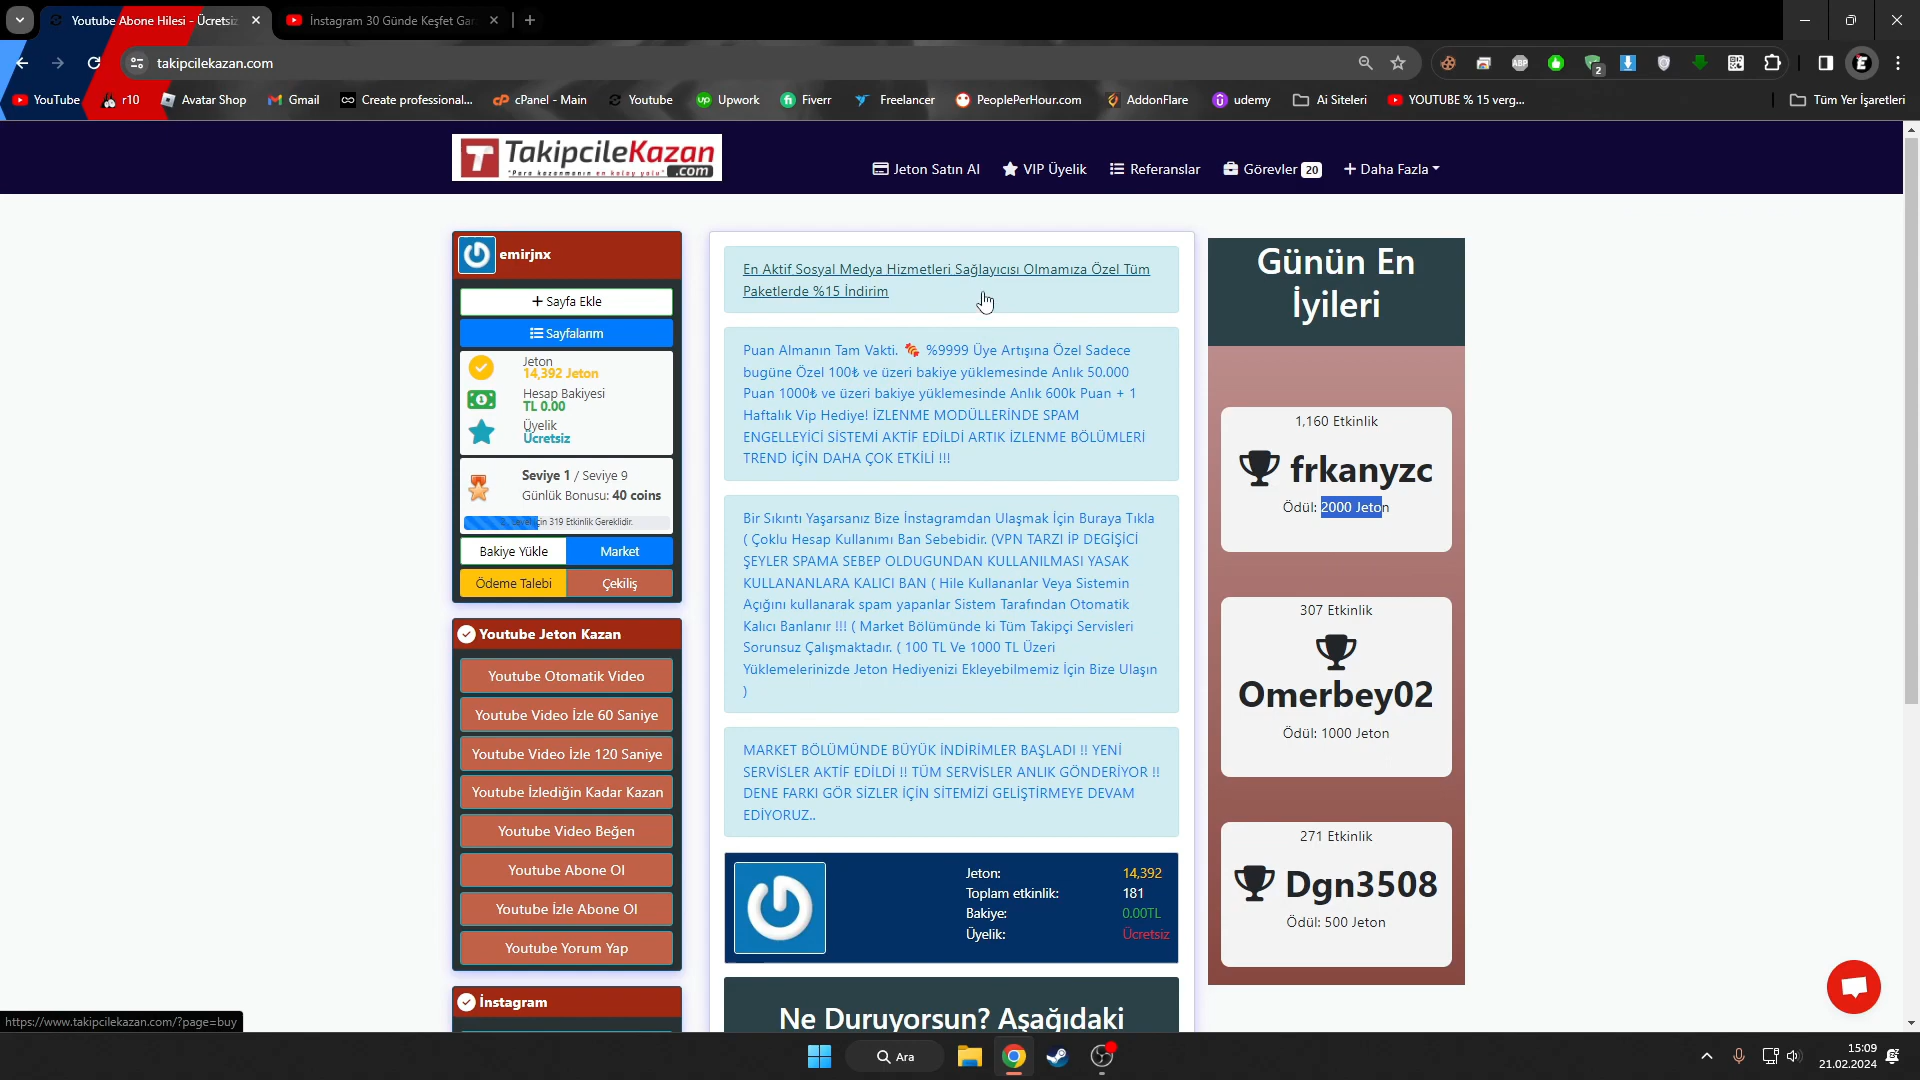 Youtube Abone Hilesi - Ücretsiz
İnstagram 30 Günde Keşfet Gar
takipcilekazan.com
2
YouTube
r10
Avatar Shop
Gmail
Create professional...
cPanel - Main
Youtube
Upwork
Fiverr
Freelancer
PeoplePerHour.com
AddonFlare
udemy
Ai Siteleri
YOUTUBE % 15 verg...
Tüm Yer İşaretleri
TakipcileKazan
"Para kazanmanın en kolay yolu" .com
Jeton Satın Al
VIP Üyelik
Referanslar
Görevler 20
+ Daha Fazla
emirjnx
+ Sayfa Ekle
Sayfalarım
Jeton
14,392 Jeton
Hesap Bakiyesi
TL 0.00
Üyelik
Ücretsiz
Seviye 1 / Seviye 9
Günlük Bonusu: 40 coins
için 319 Etkinlik Gereklidir.
Bakiye Yükle
Market
Ödeme Talebi
Çekiliş
Youtube Jeton Kazan
Youtube Otomatik Video
Youtube Video İzle 60 Saniye
Youtube Video İzle 120 Saniye
Youtube İzlediğin Kadar Kazan
Youtube Video Beğen
Youtube Abone Ol
Youtube İzle Abone Ol
Youtube Yorum Yap
İnstagram
En Aktif Sosyal Medya Hizmetleri Sağlayıcısı Olmamıza Özel Tüm
Paketlerde %15 İndirim
Puan Almanın Tam Vakti. %9999 Üye Artışına Özel Sadece
bugüne Özel 100₺ ve üzeri bakiye yüklemesinde Anlık 50.000
Puan 1000₺ ve üzeri bakiye yüklemesinde Anlık 600k Puan + 1
Haftalık Vip Hediye! İZLENME MODÜLLERİNDE SPAM
ENGELLEYİCİ SİSTEMİ AKTİF EDİLDİ ARTIK İZLENME BÖLÜMLERİ
TREND İÇİN DAHA ÇOK ETKİLİ !!!
Bir Sıkıntı Yaşarsanız Bize İnstagramdan Ulaşmak İçin Buraya Tıkla
( Çoklu Hesap Kullanımı Ban Sebebidir. (VPN TARZI İP DEGİŞİCİ
ŞEYLER SPAMA SEBEP OLDUGUNDAN KULLANILMASI YASAK
KULLANANLARA KALICI BAN ( Hile Kullananlar Veya Sistemin
Açığını kullanarak spam yapanlar Sistem Tarafından Otomatik
Kalıcı Banlanır !!! ( Market Bölümünde ki Tüm Takipçi Servisleri
Sorunsuz Çalışmaktadır. ( 100 TL Ve 1000 TL Üzeri
Yüklemelerinizde Jeton Hediyenizi Ekleyebilmemiz İçin Bize Ulaşın
)
MARKET BÖLÜMÜNDE BÜYÜK İNDİRİMLER BAŞLADI !! YENİ
SERVİSLER AKTİF EDİLDİ !! TÜM SERVİSLER ANLIK GÖNDERİYOR !!
DENE FARKI GÖR SİZLER İÇİN SİTEMİZİ GELİŞTİRMEYE DEVAM
EDİYORUZ..
Jeton: 14,392
Toplam etkinlik: 181
Bakiye: 0.00TL
Üyelik: Ücretsiz
Ne Duruyorsun? Aşağıdaki
Günün En
İyileri
1,160 Etkinlik
frkanyzc
Ödül: 2000 Jeton
307 Etkinlik
Omerbey02
Ödül: 1000 Jeton
271 Etkinlik
Dgn3508
Ödül: 500 Jeton
https://www.takipcilekazan.com/?page=buy
Ara
15:09
21.02.2024